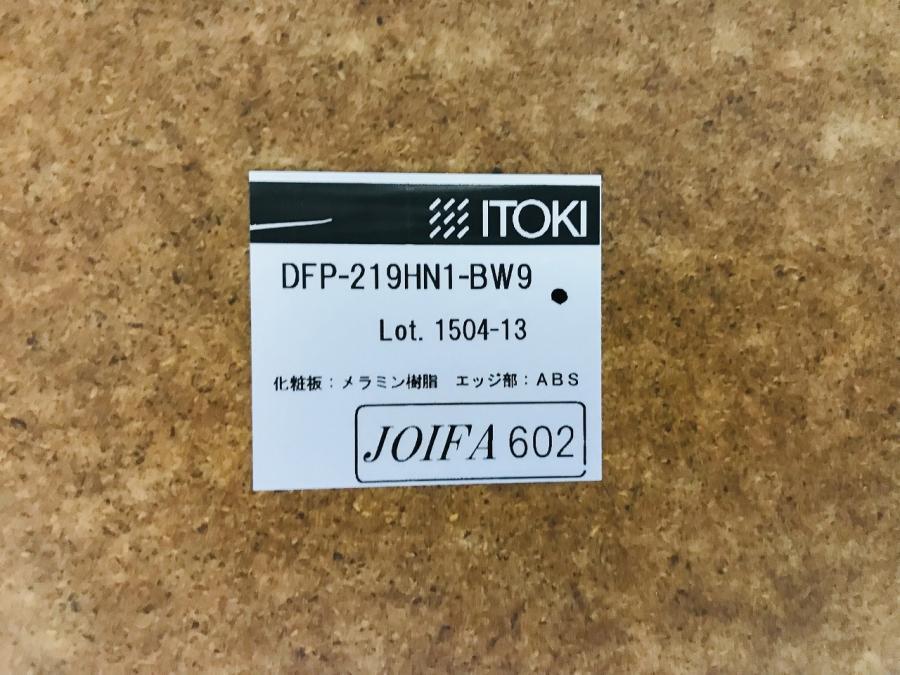 ITOKI
DFP-219HN1-BW9
Lot. 1504-13
化粧板：メラミン樹脂　エッジ部：ABS
JOIFA 602